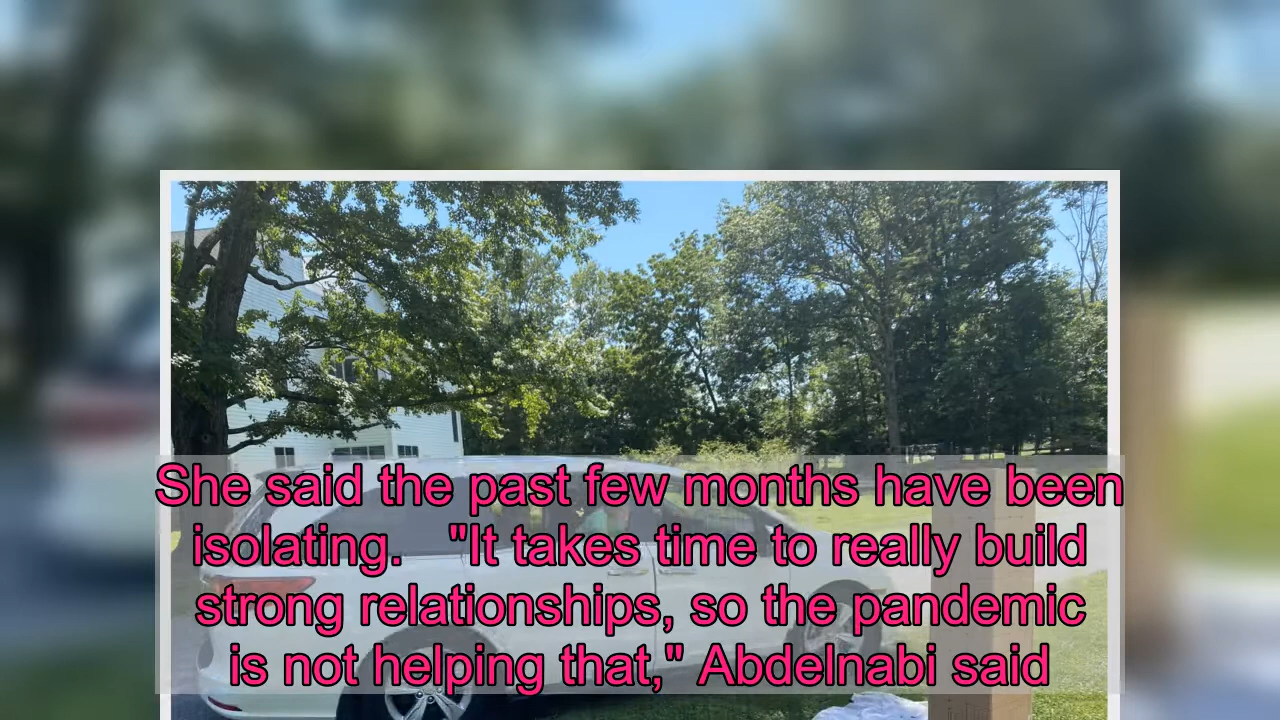 She said the past few months have been
isolating.   "It takes time to really build
strong relationships, so the pandemic
is not helping that," Abdelnabi said